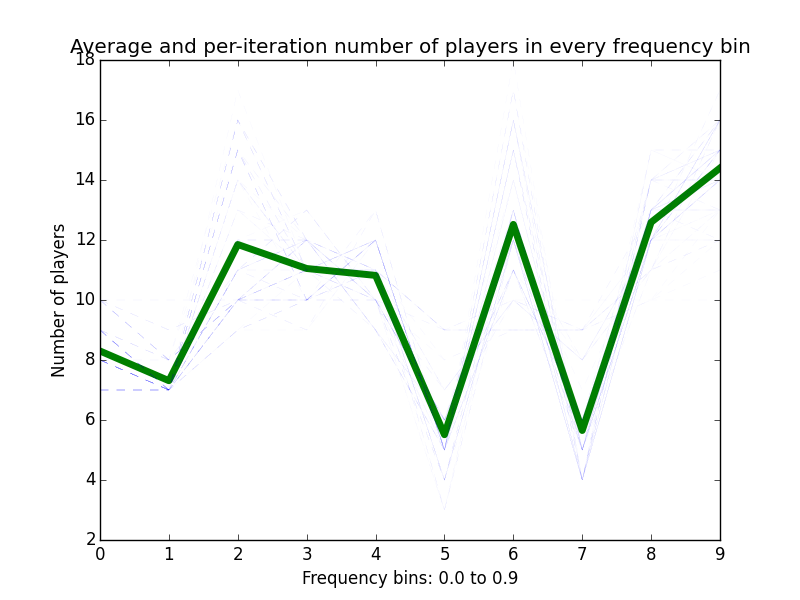 Average and per-iteration number of players in every frequency bin
18
16
14
12
10
8
6
4
2
Number of players
0 1 2 3 4 5 6 7 8 9
Frequency bins: 0.0 to 0.9